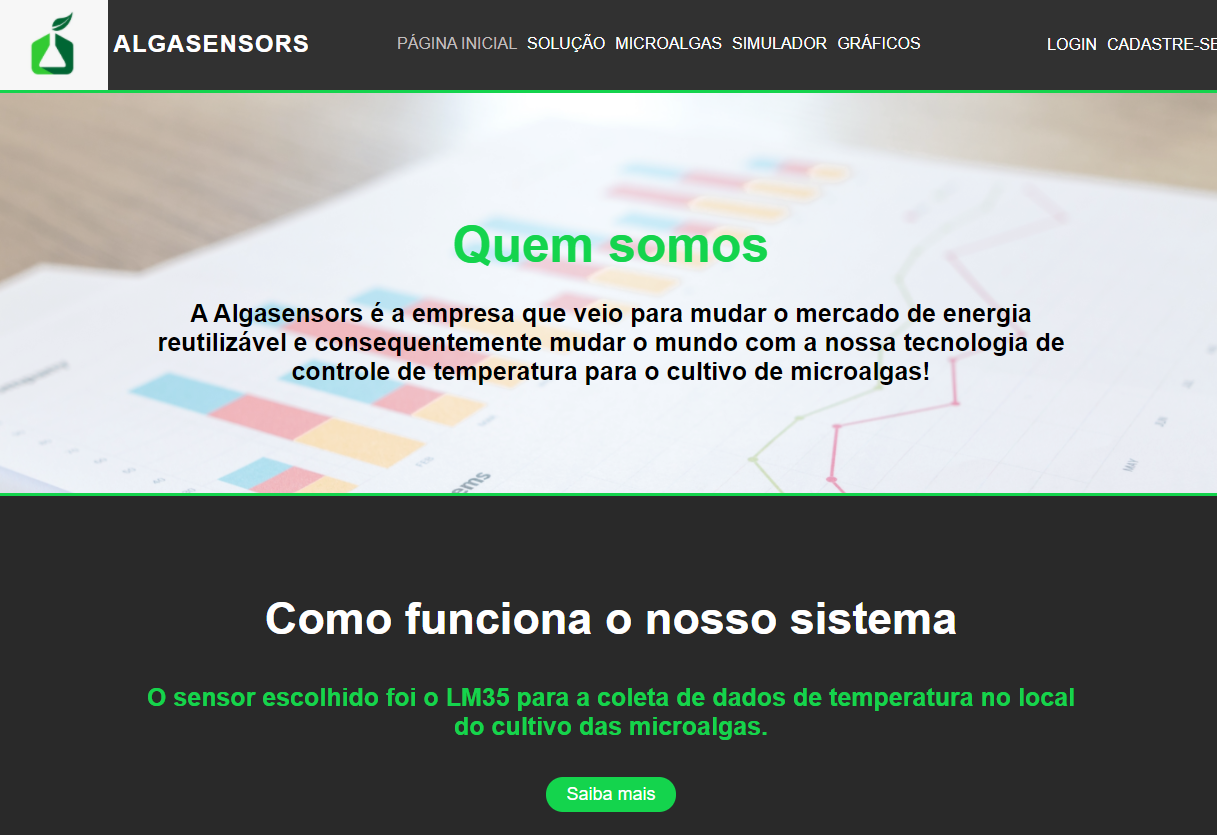 ALGASENSORS
PÁGINA INICIAL SOLUÇÃO MICROALGAS SIMULADOR GRÁFICOS
LOGIN CADASTRE-SE
Quem somos
A Algasensors é a empresa que veio para mudar o mercado de energia
reutilizável e consequentemente mudar o mundo com a nossa tecnologia de
controle de temperatura para o cultivo de microalgas!
MAY
ems
Como funciona o nosso sistema
O sensor escolhido foi o LM35 para a coleta de dados de temperatura no local
do cultivo das microalgas.
Saiba mais